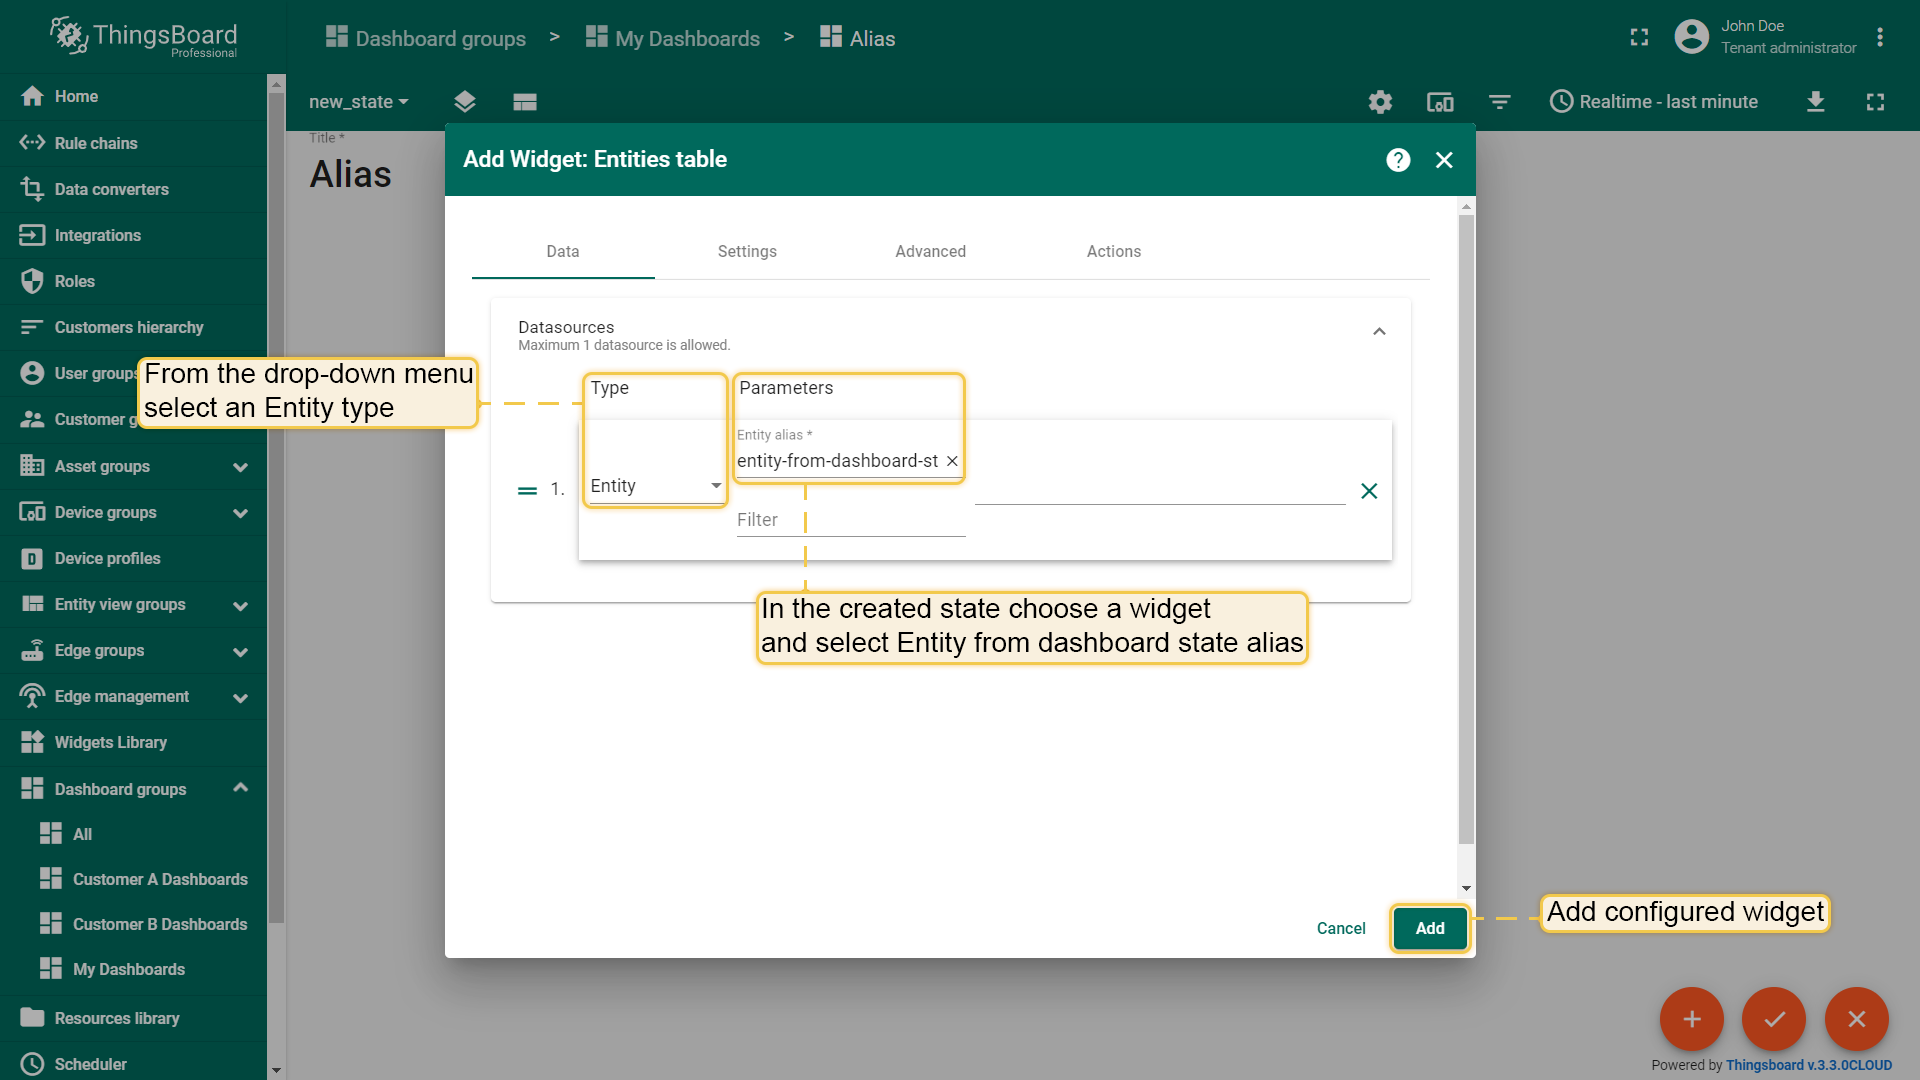 ThingsBoard
Professional
Dashboard groups > My Dashboards > Alias
John Doe
Tenant administrator
Home
Rule chains
Data converters
Integrations
Roles
Customers hierarchy
User groups
Customer g
Asset groups
Device groups
Device profiles
Entity view groups
Edge groups
Edge management
Widgets Library
Dashboard groups
All
Customer A Dashboards
Customer B Dashboards
My Dashboards
Resources library
Scheduler
new_state
Realtime - last minute
Title *
Alias
Add Widget: Entities table
?
Data Settings Advanced Actions
Datasources
Maximum 1 datasource is allowed.
From the drop-down menu
select an Entity type
Type Parameters
Entity alias *
entity-from-dashboard-st
1. Entity
Filter
In the created state choose a widget
and select Entity from dashboard state alias
Cancel Add
Add configured widget
Powered by Thingsboard v.3.3.0CLOUD